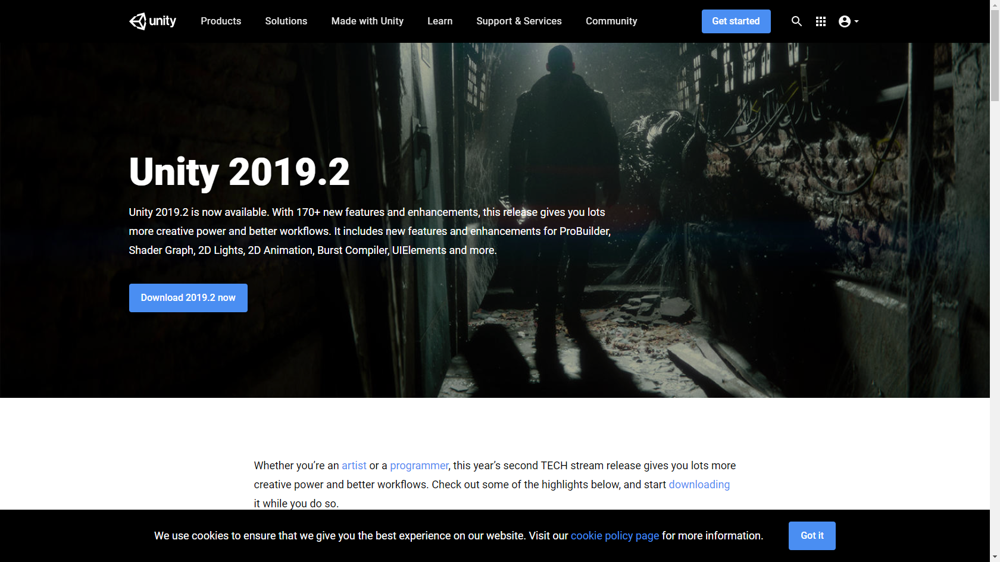 unity Products Solutions Made with Unity Learn Support & Services Community Get started
Unity 2019.2
Unity 2019.2 is now available. With 170+ new features and enhancements, this release gives you lots
more creative power and better workflows. It includes new features and enhancements for ProBuilder,
Shader Graph, 2D Lights, 2D Animation, Burst Compiler, UIElements and more.
Download 2019.2 now
Whether you’re an artist or a programmer, this year’s second TECH stream release gives you lots more
creative power and better workflows. Check out some of the highlights below, and start downloading
it while you do so.
We use cookies to ensure that we give you the best experience on our website. Visit our cookie policy page for more information. Got it